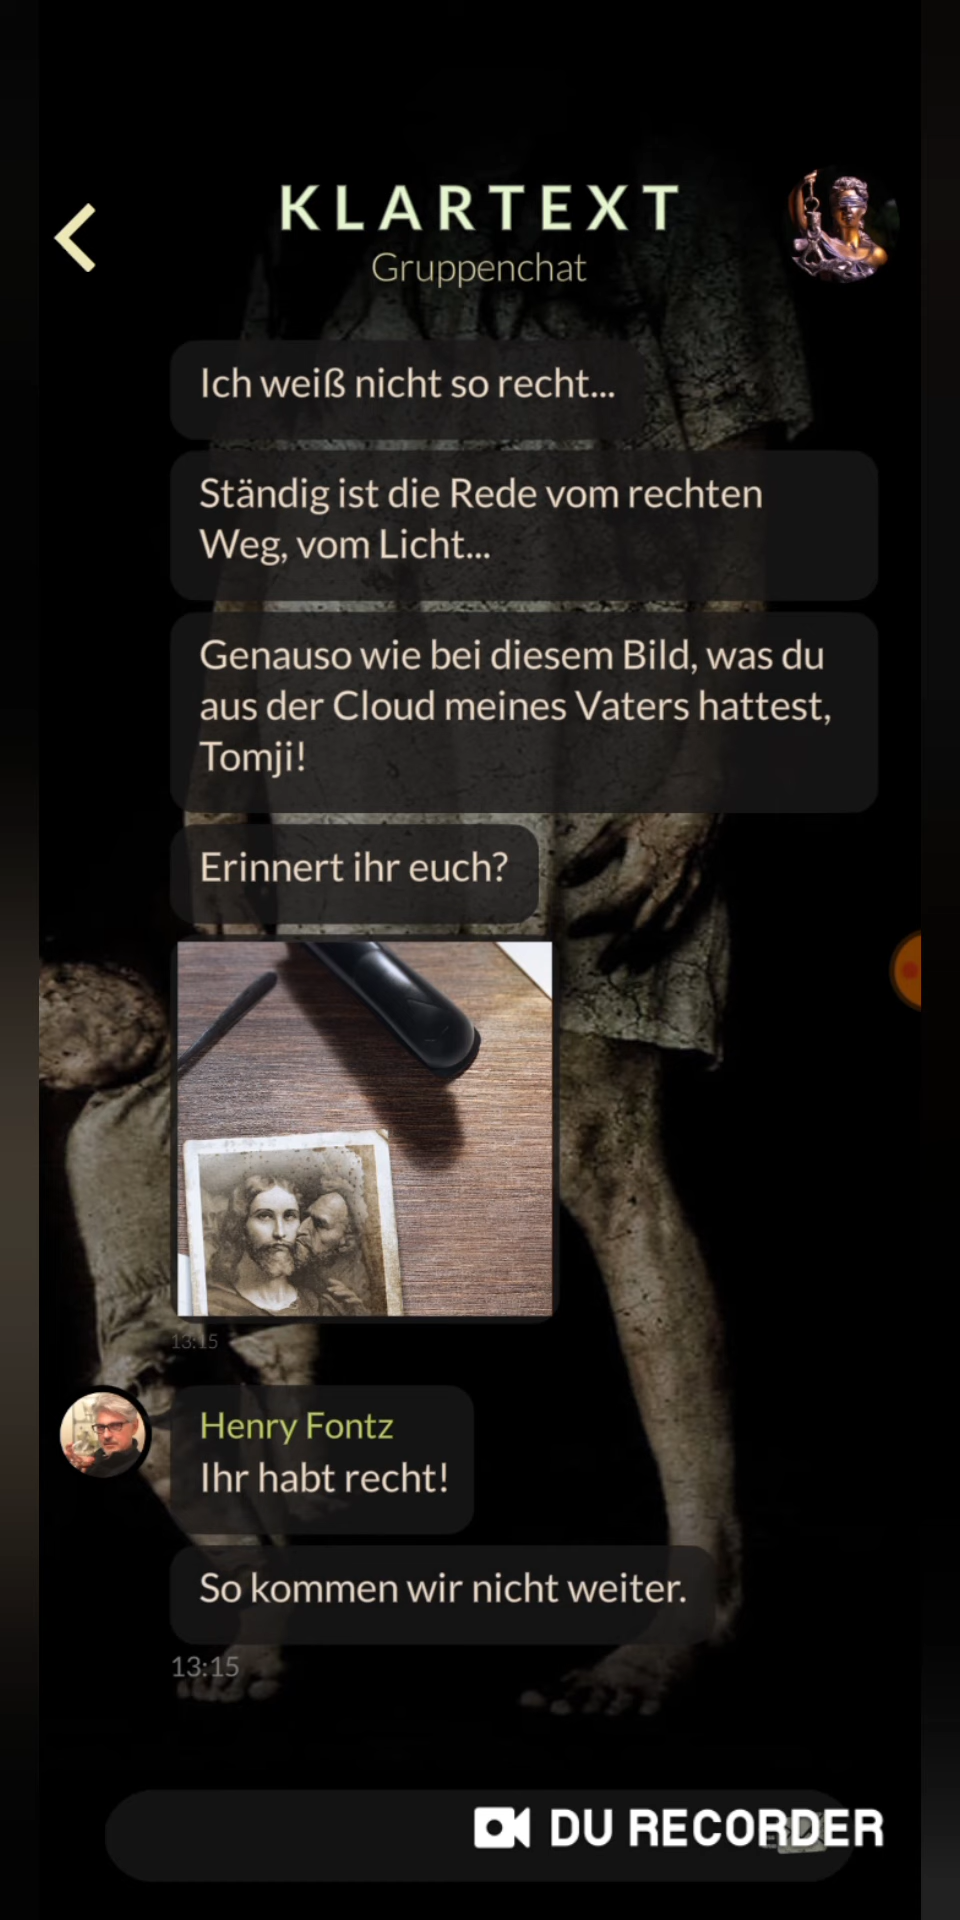 KLARTEXT
Gruppenchat
Ich weiß nicht so recht...
Ständig ist die Rede vom rechten
Weg, vom Licht...
Genauso wie bei diesem Bild, was du
aus der Cloud meines Vaters hattest,
Tomji!
Erinnert ihr euch?
13:15
Henry Fontz
Ihr habt recht!
So kommen wir nicht weiter.
13:15
DU RECORDER